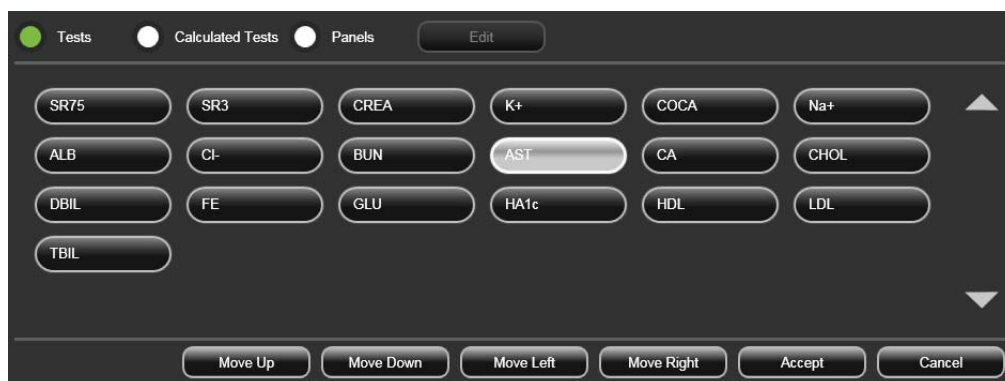 Tests Calculated Tests Panels Edit
SR75 SR3 CREA K+ COCA Na+
ALB Cl- BUN AST CA CHOL
DBIL FE GLU HA1c HDL LDL
TBIL
Move Up Move Down Move Left Move Right Accept Cancel